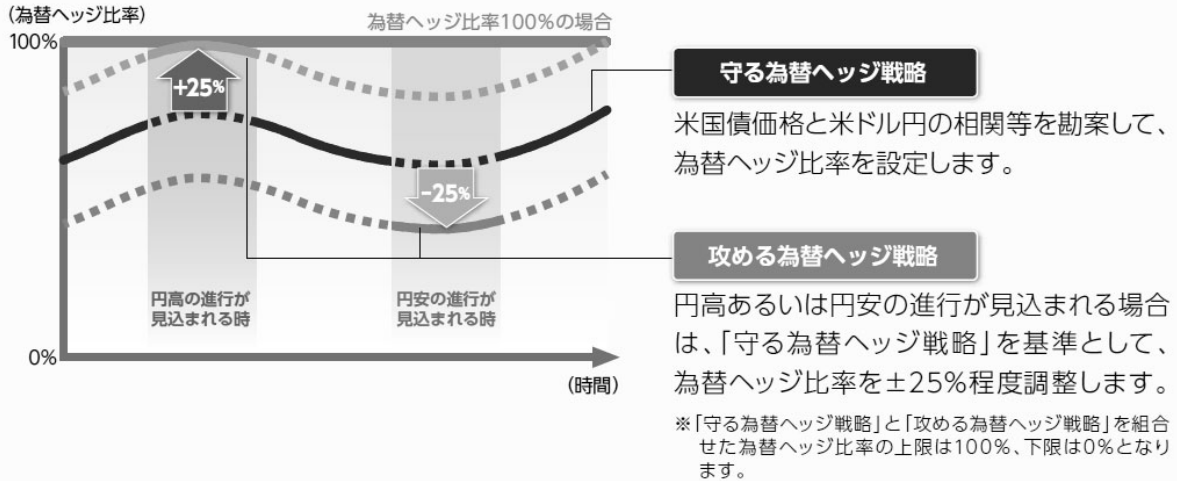 (為替ヘッジ比率)
為替ヘッジ比率100%の場合
100%
+25%
-25%
円高の進行が
見込まれる時
円安の進行が
見込まれる時
0%
(時間)
守る為替ヘッジ戦略
米国債価格と米ドル円の相関等を勘案して、
為替ヘッジ比率を設定します。
攻める為替ヘッジ戦略
円高あるいは円安の進行が見込まれる場合
は、「守る為替ヘッジ戦略」を基準として、
為替ヘッジ比率を±25%程度調整します。
※「守る為替ヘッジ戦略」と「攻める為替ヘッジ戦略」を組合
せた為替ヘッジ比率の上限は100%、下限は0%となり
ます。